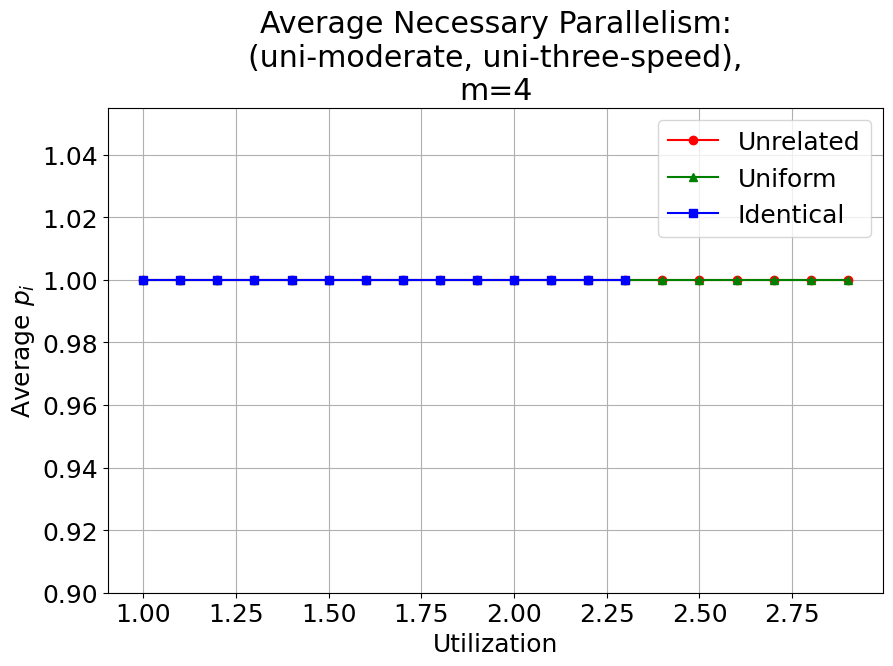 Average Necessary Parallelism:
(uni-moderate, uni-three-speed),
m=4
Unrelated
Uniform
Identical
Average p_i
1.04
1.02
1.00
0.98
0.96
0.94
0.92
0.90
1.00 1.25 1.50 1.75 2.00 2.25 2.50 2.75
Utilization